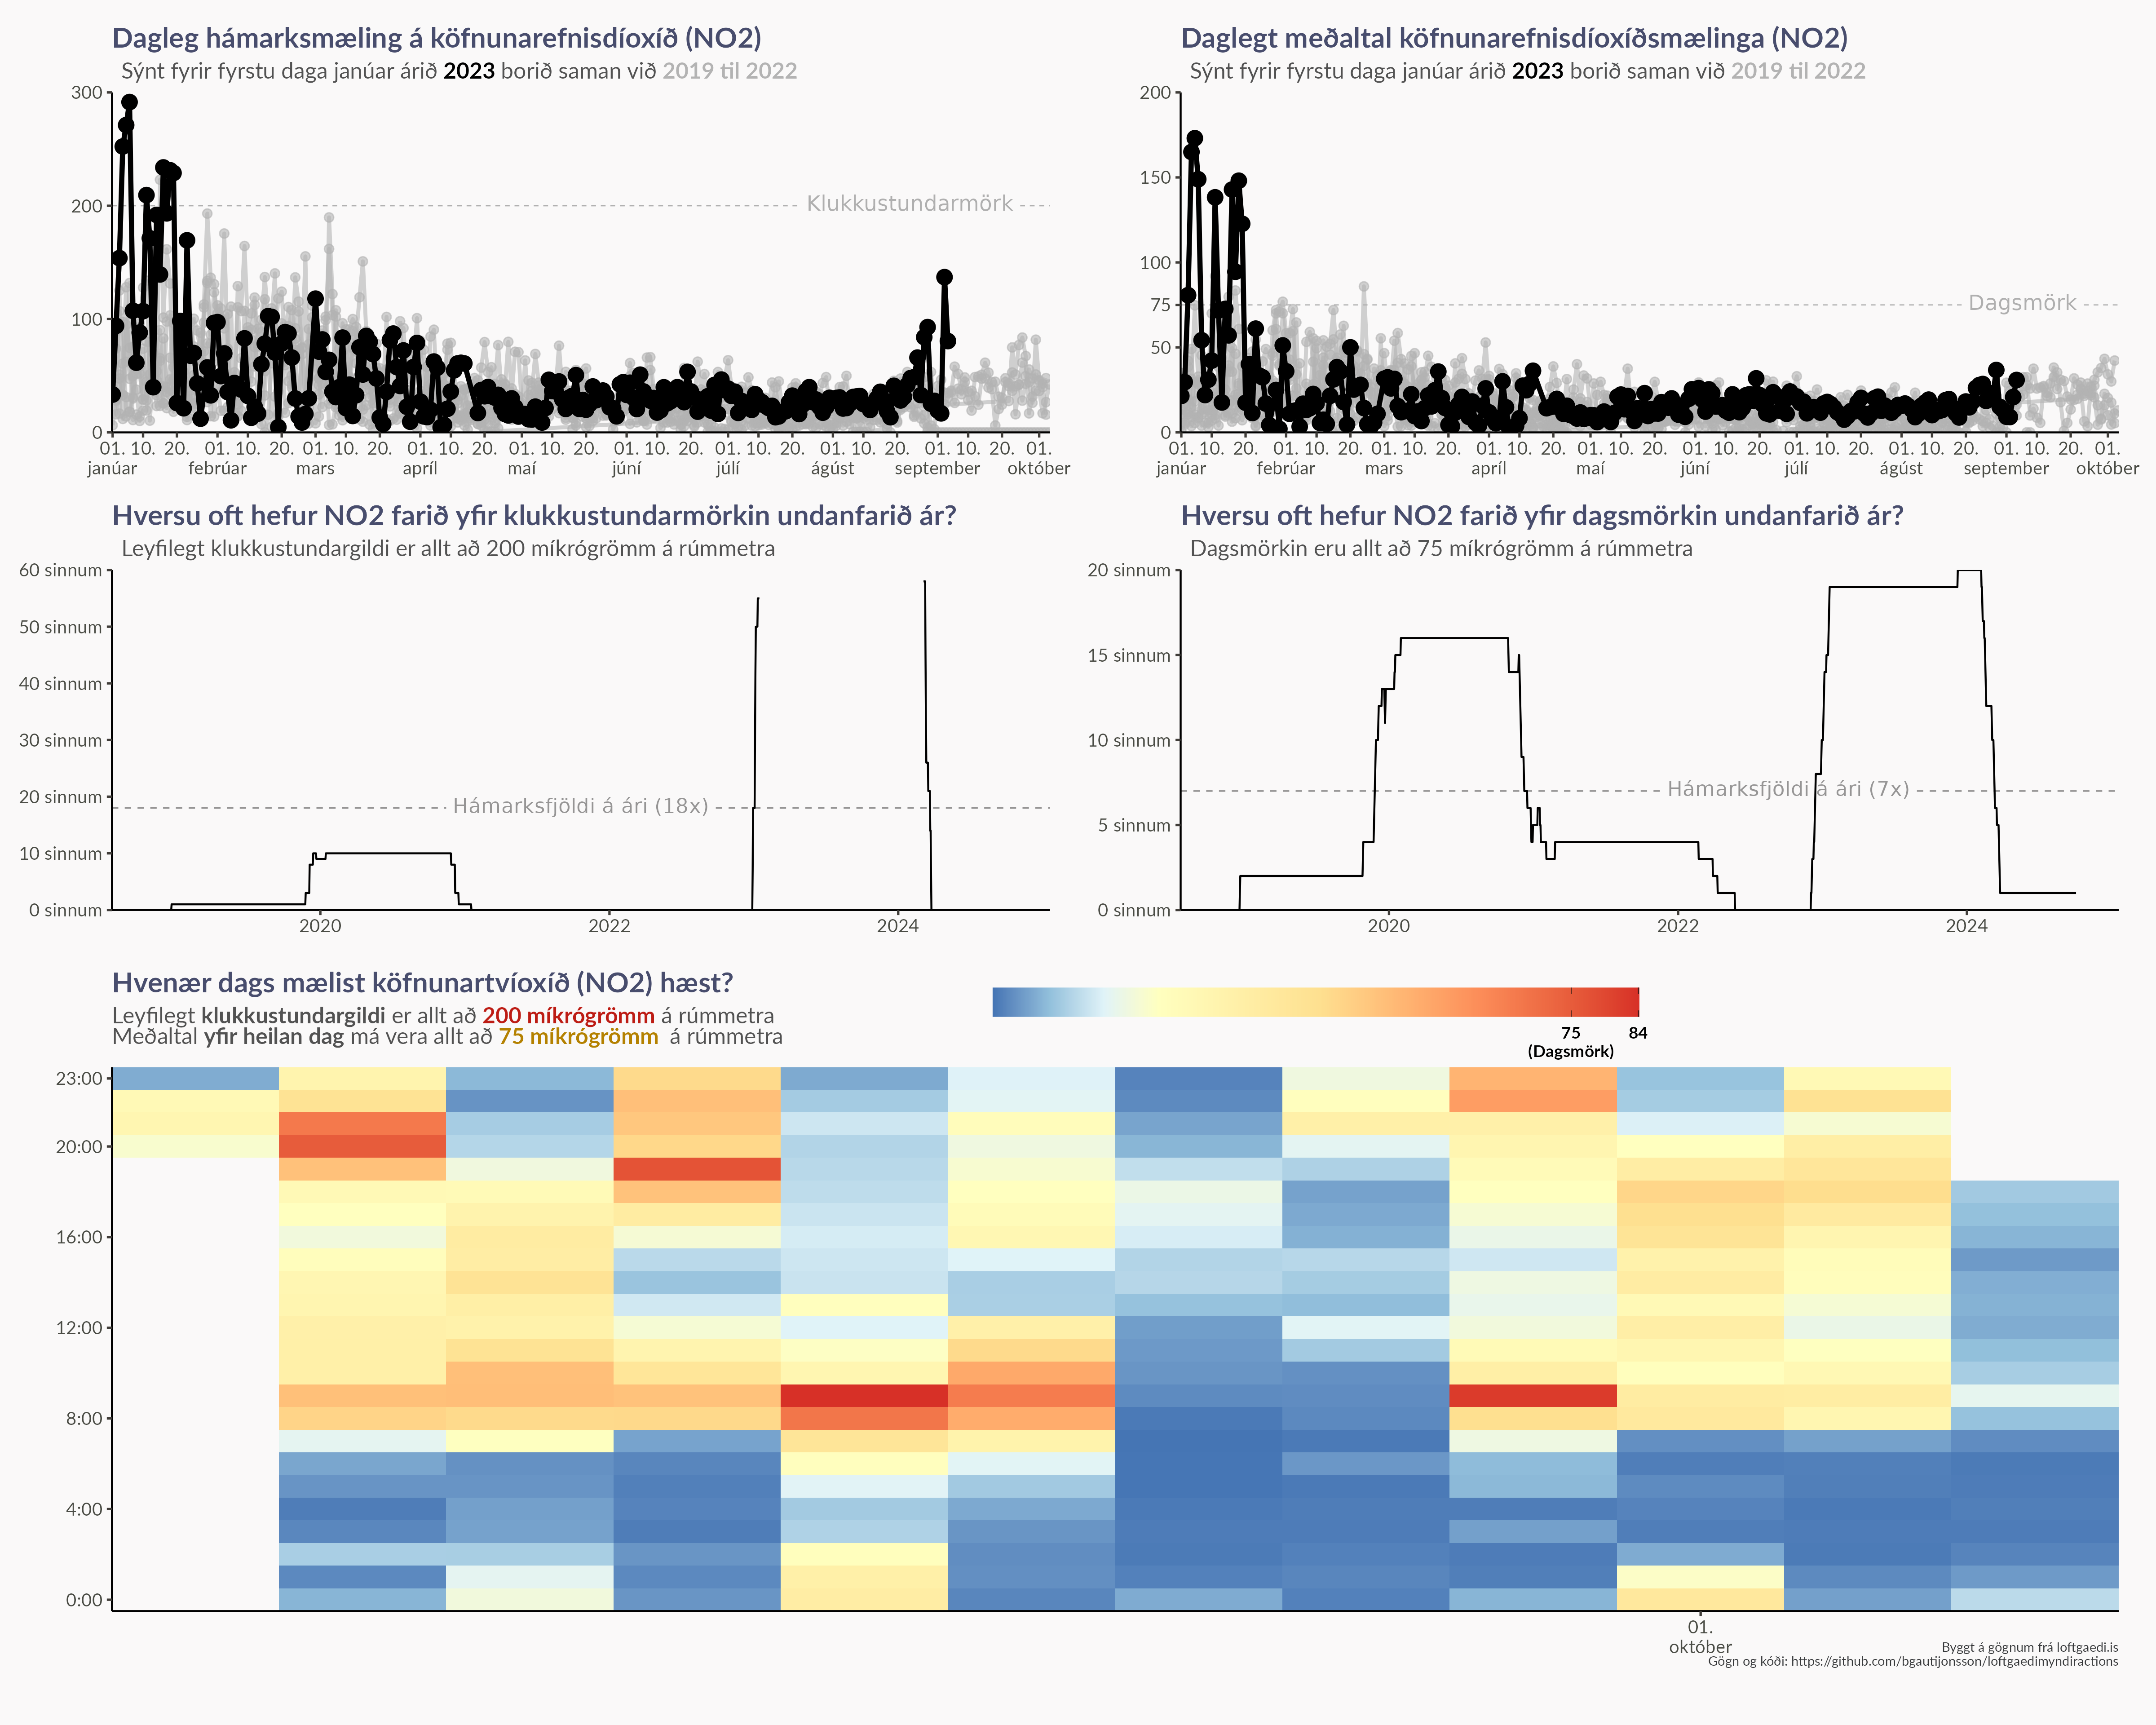 Dagleg hámarksmæling á köfnunarefnisdíoxíð (NO2)
Sýnt fyrir fyrstu daga janúar árið 2023 borið saman við 2019 til 2022
300
200
100
0
Klukkustundarmörk
01. 10. 20. 01. 10. 20. 01. 10. 20. 01. 10. 20. 01. 10. 20. 01. 10. 20. 01. 10. 20. 01. 10. 20. 01. 10. 20. 01.
janúar febrúar mars apríl maí júní júlí ágúst september október
Daglegt meðaltal köfnunarefnisdíoxíðsmælinga (NO2)
Sýnt fyrir fyrstu daga janúar árið 2023 borið saman við 2019 til 2022
200
150
100
75
50
0
Dagsmörk
01. 10. 20. 01. 10. 20. 01. 10. 20. 01. 10. 20. 01. 10. 20. 01. 10. 20. 01. 10. 20. 01. 10. 20. 01. 10. 20. 01.
janúar febrúar mars apríl maí júní júlí ágúst september október
Hversu oft hefur NO2 farið yfir klukkustundarmörkin undanfarið ár?
Leyfilegt klukkustundargildi er allt að 200 míkrógrömm á rúmmetra
60 sinnum
50 sinnum
40 sinnum
30 sinnum
20 sinnum
10 sinnum
0 sinnum
Hámarksfjöldi á ári (18x)
2020 2022 2024
Hversu oft hefur NO2 farið yfir dagsmörkin undanfarið ár?
Dagsmörkin eru allt að 75 míkrógrömm á rúmmetra
20 sinnum
15 sinnum
10 sinnum
5 sinnum
0 sinnum
Hámarksfjöldi á ári (7x)
2020 2022 2024
Hvenær dags mælist köfnunartvíoxíð (NO2) hæst?
Leyfilegt klukkustundargildi er allt að 200 míkrógrömm á rúmmetra
Meðaltal yfir heilan dag má vera allt að 75 míkrógrömm á rúmmetra
75 84
(Dagsmörk)
23:00
20:00
16:00
12:00
8:00
4:00
0:00
01.
október
Byggt á gögnum frá loftgaedi.is
Gögn og kóði: https://github.com/bgautijonsson/loftgaedimyndiractions